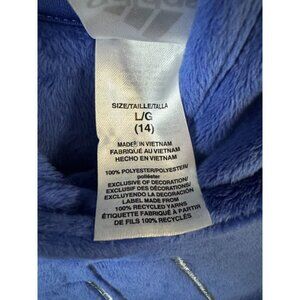 SIZE/TAILLE/TALLA
L/G
(14)
MADE IN VIETNAM
FABRIQUÉ AU VIETNAM
HECHO EN VIETNAM
100% POLYESTER/POLYESTER/
poliéster
EXCLUSIVE OF DECORATION/
EXCLUSIF DES DÉCORATIONS/
EXCLUYENDO LA DECORACIÓN
LABEL MADE FROM
100% RECYCLED YARNS
ÉTIQUETTE FABRIQUÉE À PARTIR
DE FILS 100% RECYCLÉS